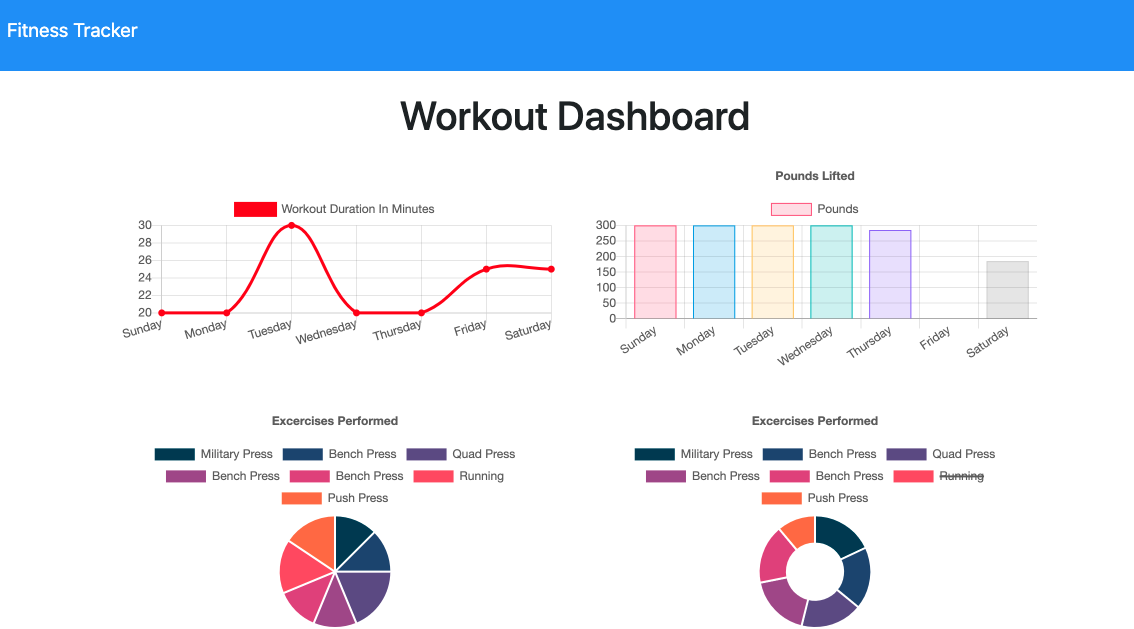 Fitness Tracker
Workout Dashboard
Workout Duration In Minutes
30
28
26
24
22
20
Sunday Monday Tuesday Wednesday Thursday Friday Saturday
Pounds Lifted
Pounds
300
250
200
150
100
50
0
Sunday Monday Tuesday Wednesday Thursday Friday Saturday
Excercises Performed
Military Press Bench Press Quad Press
Bench Press Bench Press Running
Push Press
Excercises Performed
Military Press Bench Press Quad Press
Bench Press Bench Press Running
Push Press